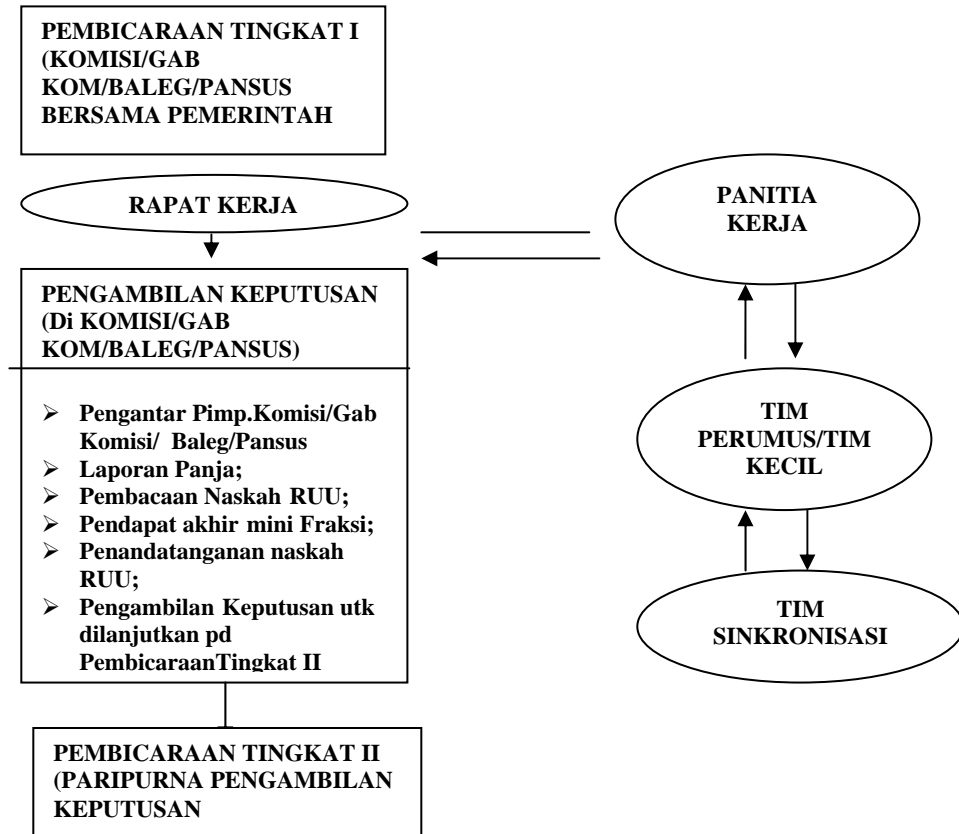 PEMBICARAAN TINGKAT I
(KOMISI/GAB
KOM/BALEG/PANSUS
BERSAMA PEMERINTAH
RAPAT KERJA
PENGAMBILAN KEPUTUSAN
(Di KOMISI/GAB
KOM/BALEG/PANSUS)
➢ Pengantar Pimp.Komisi/Gab
Komisi/ Baleg/Pansus
➢ Laporan Panja;
➢ Pembacaan Naskah RUU;
➢ Pendapat akhir mini Fraksi;
➢ Penandatanganan naskah
RUU;
➢ Pengambilan Keputusan utk
dilanjutkan pd
PembicaraanTingkat II
PEMBICARAAN TINGKAT II
(PARIPURNA PENGAMBILAN
KEPUTUSAN
PANITIA
KERJA
TIM
PERUMUS/TIM
KECIL
TIM
SINKRONISASI